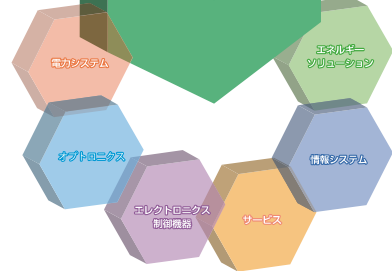 電力システム
エネルギー
ソリューション
オプトロニクス
情報システム
エレクトロニクス
制御機器
サービス